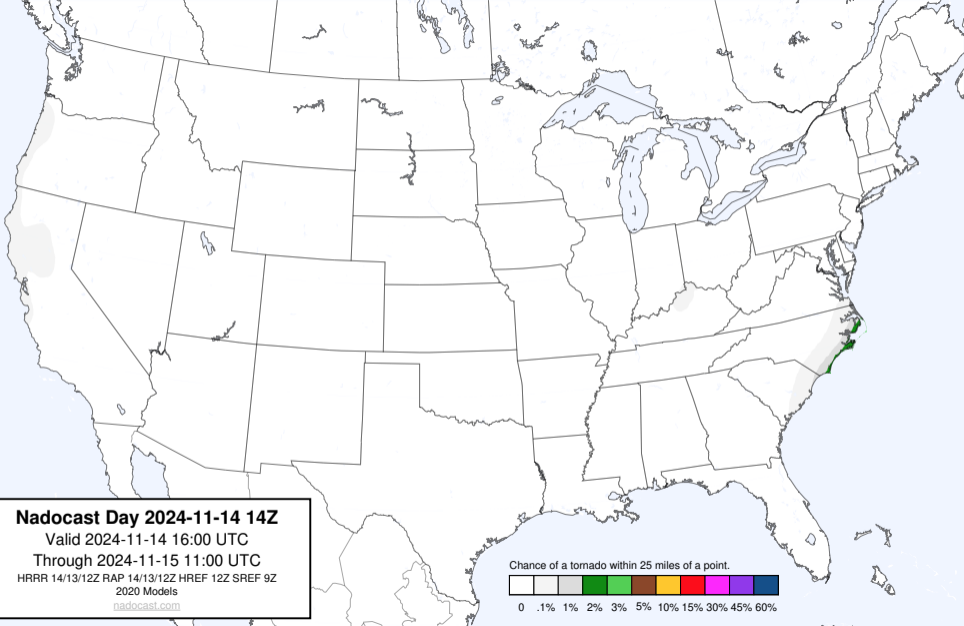 Nadocast Day 2024-11-14 14Z
Valid 2024-11-14 16:00 UTC
Through 2024-11-15 11:00 UTC
HRRR 14/13/12Z RAP 14/13/12Z HREF 12Z SREF 9Z
2020 Models
nadocast.com
Chance of a tornado within 25 miles of a point.
0 .1% 1% 2% 3% 5% 10% 15% 30% 45% 60%